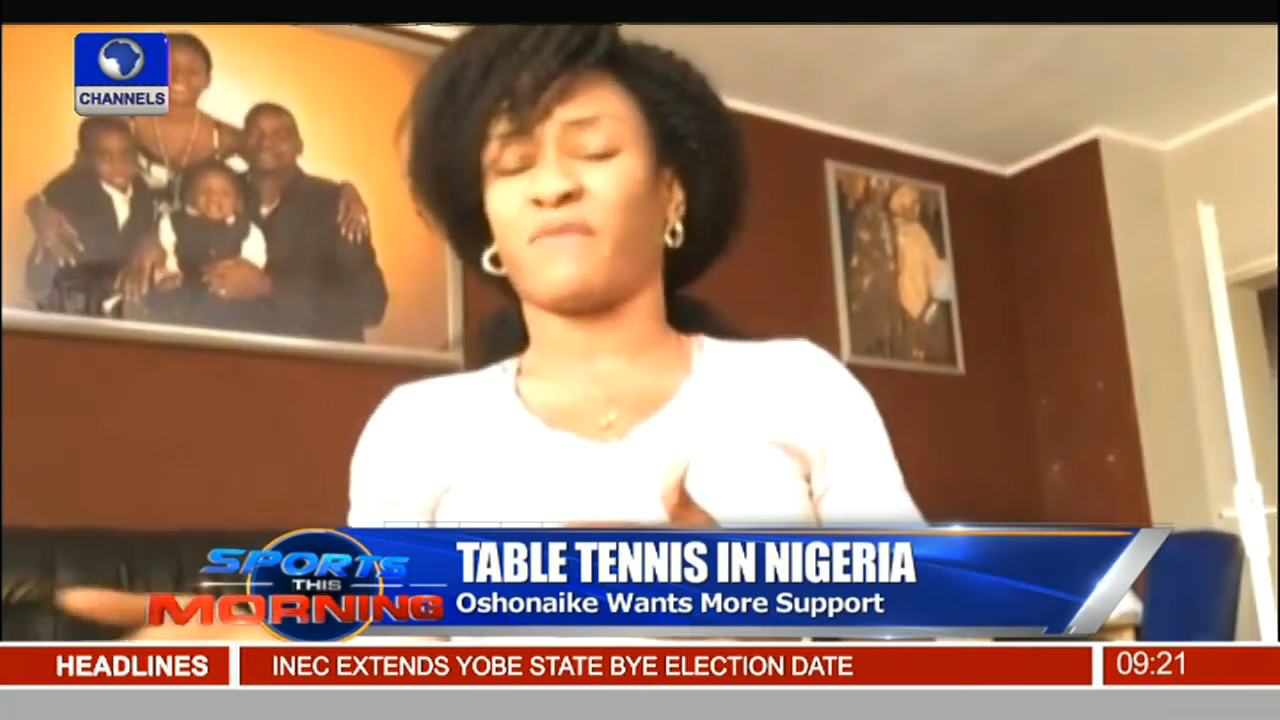 CHANNELS
SPORTS
THIS
MORNING
TABLE TENNIS IN NIGERIA
Oshonaike Wants More Support
HEADLINES
INEC EXTENDS YOBE STATE BYE ELECTION DATE
09:21